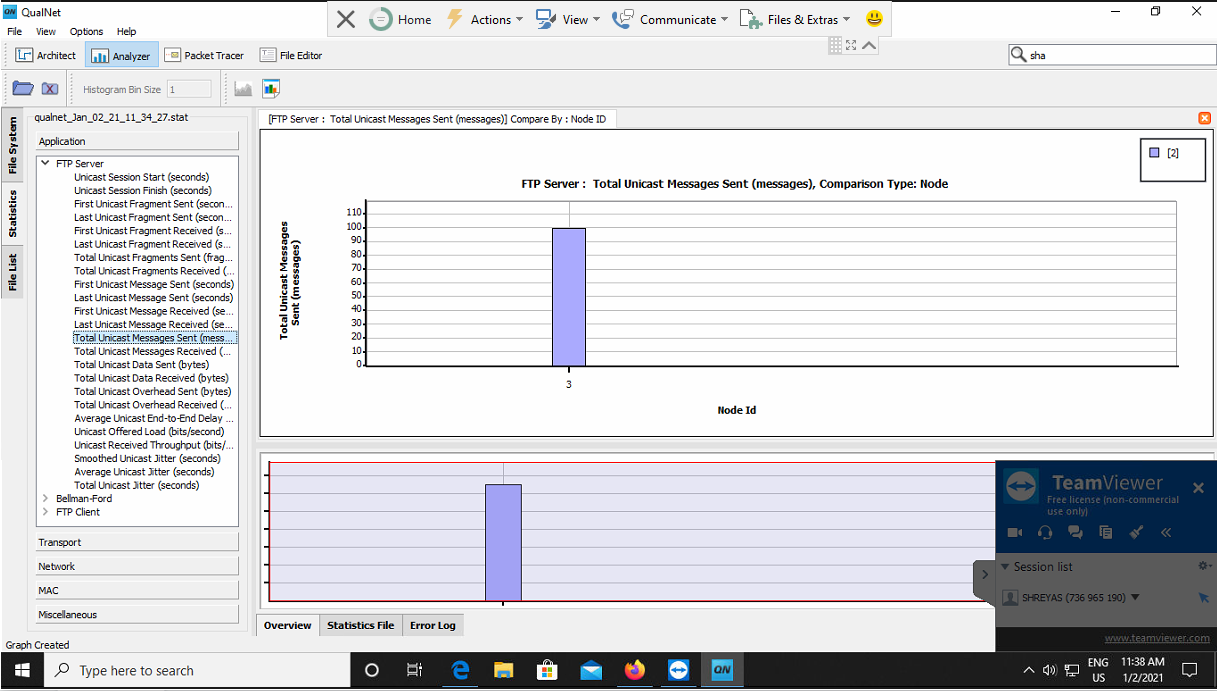 QualNet
File View Options Help
Home Actions View Communicate Files & Extras
Architect Analyzer Packet Tracer File Editor
sha
Histogram Bin Size 1
qualnet_Jan_02_21_11_34_27.stat
File System
Statistics
File List
Application
FTP Server
Unicast Session Start (seconds)
Unicast Session Finish (seconds)
First Unicast Fragment Sent (secon...
Last Unicast Fragment Sent (secon...
First Unicast Fragment Received (s...
Last Unicast Fragment Received (s...
Total Unicast Fragments Sent (frag...
Total Unicast Fragments Received (...
First Unicast Message Sent (seconds)
Last Unicast Message Sent (seconds)
First Unicast Message Received (se...
Last Unicast Message Received (se...
Total Unicast Messages Sent (mess...
Total Unicast Messages Received (...
Total Unicast Data Sent (bytes)
Total Unicast Data Received (bytes)
Total Unicast Overhead Sent (bytes)
Total Unicast Overhead Received (...
Average Unicast End-to-End Delay ...
Unicast Offered Load (bits/second)
Unicast Received Throughput (bits/...
Smoothed Unicast Jitter (seconds)
Average Unicast Jitter (seconds)
Total Unicast Jitter (seconds)
Bellman-Ford
FTP Client
Transport
Network
MAC
Miscellaneous
Graph Created
[FTP Server : Total Unicast Messages Sent (messages)] Compare By : Node ID
[2]
FTP Server : Total Unicast Messages Sent (messages), Comparison Type: Node
Total Unicast Messages
Sent (messages)
110
100
90
80
70
60
50
40
30
20
10
0
3
Node Id
Overview Statistics File Error Log
TeamViewer
Free license (non-commercial
use only)
Session list
SHREYAS (736 965 190)
www.teamviewer.com
Type here to search
QN
ENG
US
11:38 AM
1/2/2021